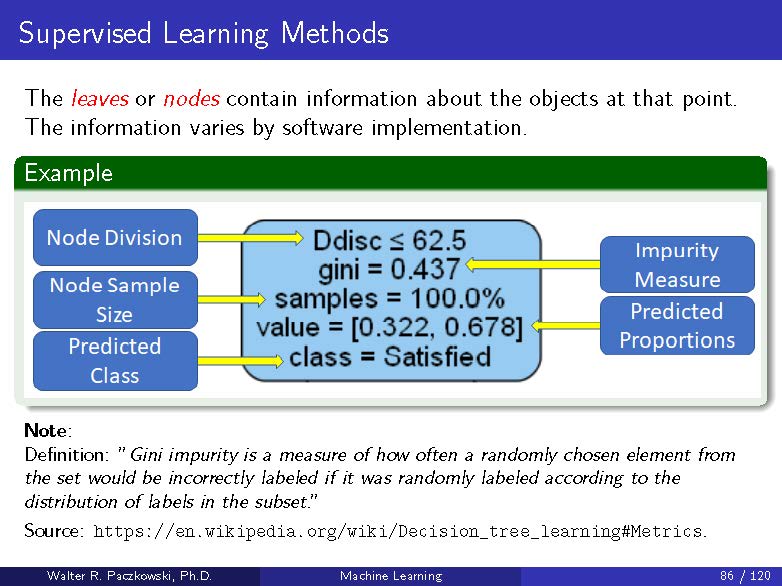 Supervised Learning Methods
The leaves or nodes contain information about the objects at that point.
The information varies by software implementation.
Example
Node Division
Node Sample
Size
Predicted
Class
Ddisc ≤ 62.5
gini = 0.437
samples = 100.0%
value = [0.322, 0.678]
class = Satisfied
Impurity
Measure
Predicted
Proportions
Note:
Definition: "Gini impurity is a measure of how often a randomly chosen element from
the set would be incorrectly labeled if it was randomly labeled according to the
distribution of labels in the subset."
Source: https://en.wikipedia.org/wiki/Decision_tree_learning#Metrics.
Walter R. Paczkowski, Ph.D. Machine Learning 86 / 120